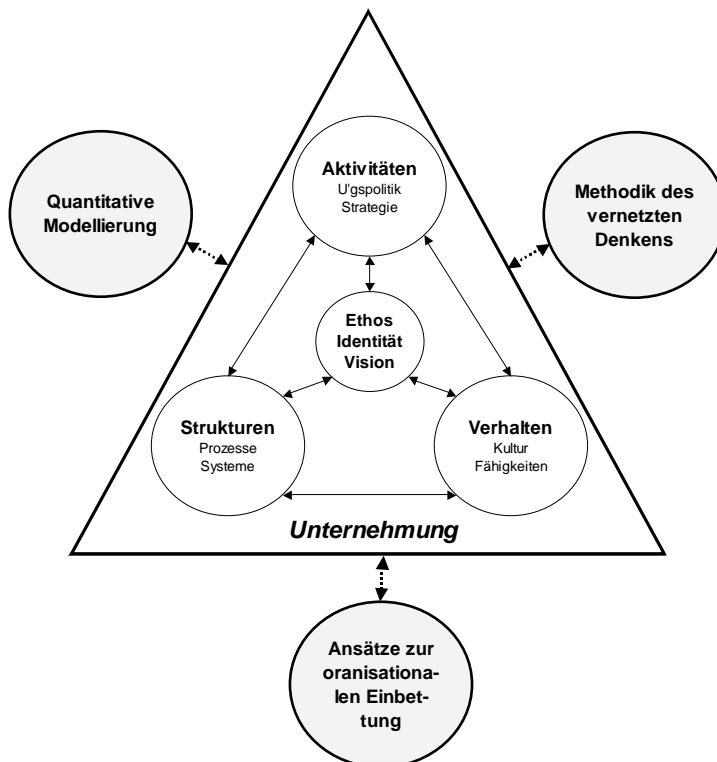 Aktivitäten
U'gspolitik
Strategie
Quantitative
Modellierung
Methodik des
vernetzten
Denkens
Ethos
Identität
Vision
Strukturen
Prozesse
Systeme
Verhalten
Kultur
Fähigkeiten
Unternehmung
Ansätze zur
oranisationa-
len Einbet-
tung